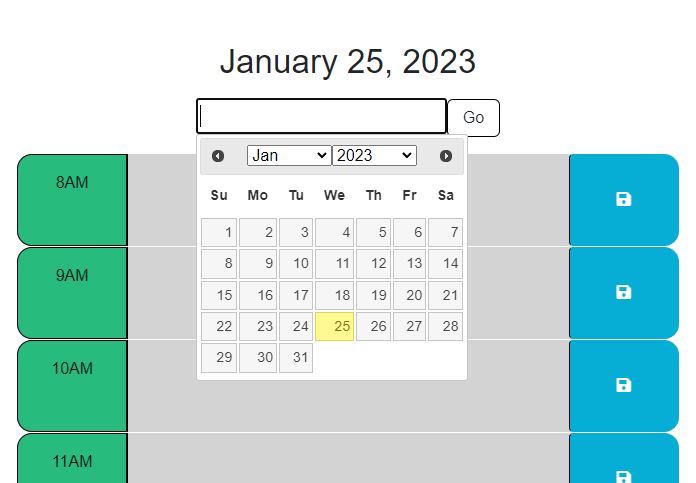 January 25, 2023
Go
Jan 2023
Su Mo Tu We Th Fr Sa
1 2 3 4 5 6 7
8 9 10 11 12 13 14
15 16 17 18 19 20 21
22 23 24 25 26 27 28
29 30 31
8AM
9AM
10AM
11AM